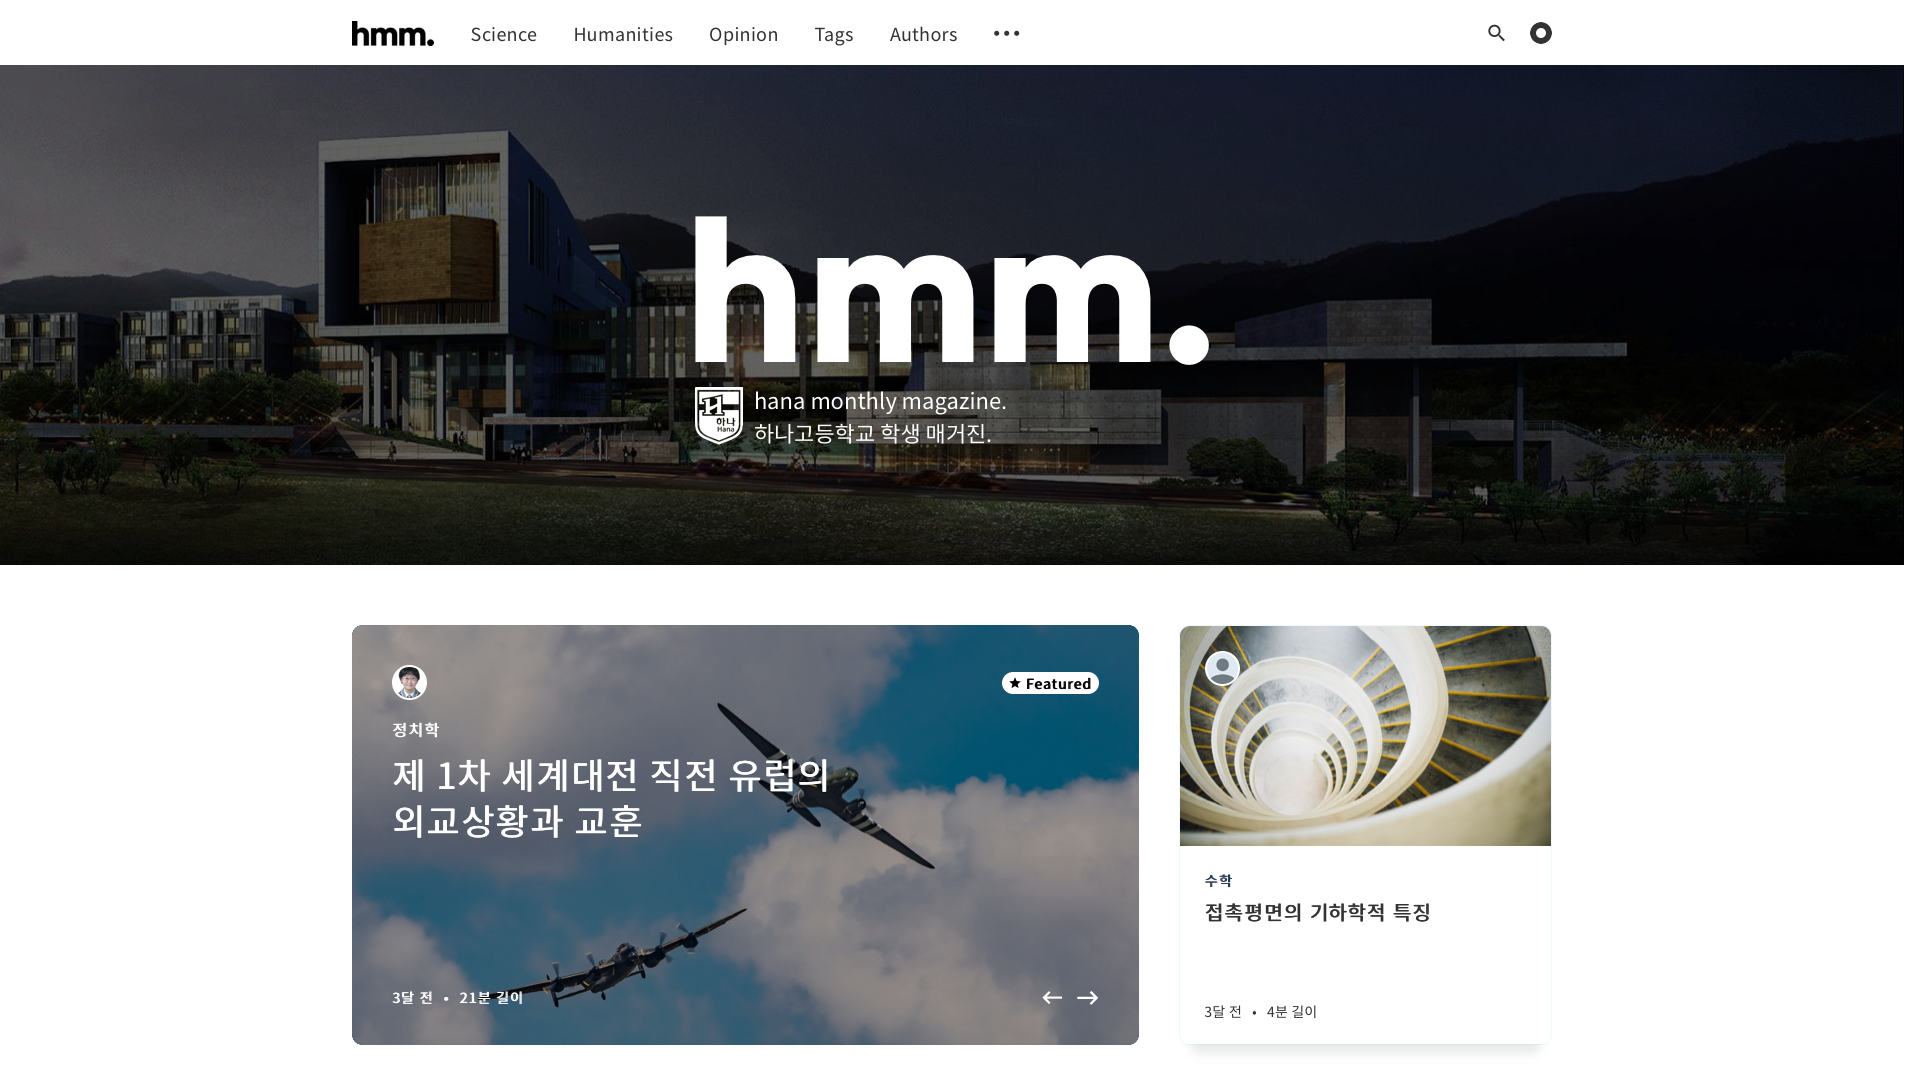 hmm.
Science
Humanities
Opinion
Tags
Authors
hmm.
H
하나
Hana
hana monthly magazine.
하나고등학교 학생 매거진.
Featured
정치학
제 1차 세계대전 직전 유럽의
외교상황과 교훈
3달 전 • 21분 길이
수학
접촉평면의 기하학적 특징
3달 전 • 4분 길이